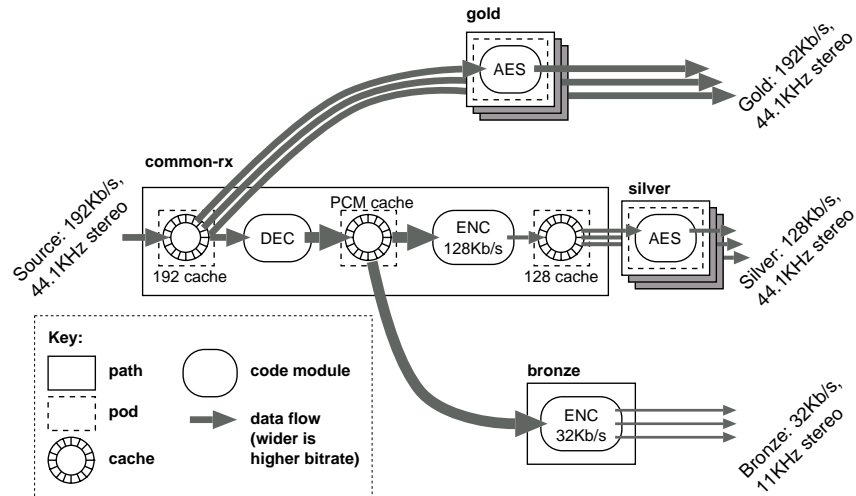 gold
AES
Gold: 192Kb/s,
44.1KHz stereo
common-rx
Source: 192Kb/s,
44.1KHz stereo
192 cache
DEC
PCM cache
ENC
128Kb/s
128 cache
silver
AES
Silver: 128Kb/s,
44.1KHz stereo
Key:
path
code module
pod
data flow
(wider is
higher bitrate)
cache
bronze
ENC
32Kb/s
Bronze: 32Kb/s,
11KHz stereo